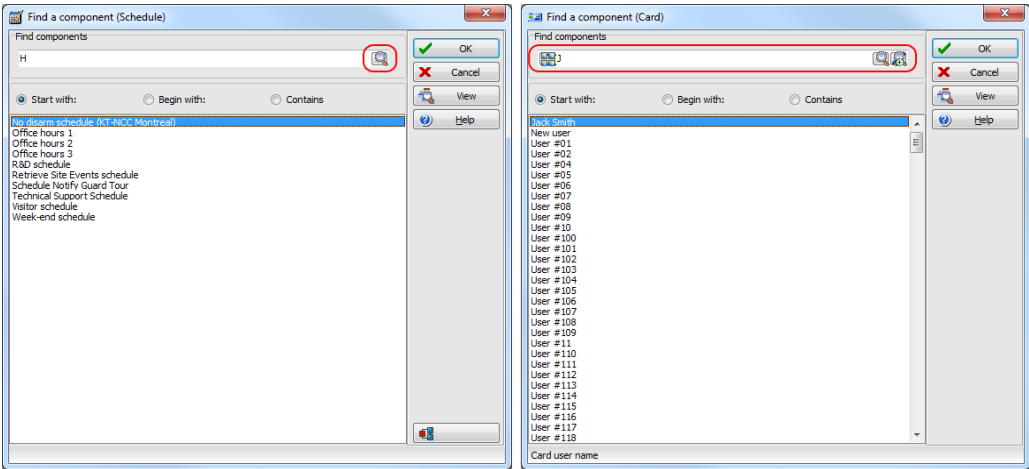 Find a component (Schedule)
Find components
H
OK
Cancel
Start with:
Begin with:
Contains
View
Help
No disarm schedule (KT-NCC Montreal)
Office hours 1
Office hours 2
Office hours 3
R&D schedule
Retrieve Site Events schedule
Schedule Notify Guard Tour
Technical Support Schedule
Visitor schedule
Week-end schedule
Find a component (Card)
Find components
J
OK
Cancel
Start with:
Begin with:
Contains
View
Help
Jack Smith
New user
User #01
User #02
User #04
User #05
User #06
User #07
User #08
User #09
User #10
User #100
User #101
User #102
User #103
User #104
User #105
User #106
User #107
User #108
User #109
User #11
User #110
User #111
User #112
User #113
User #114
User #115
User #116
User #117
User #118
Card user name